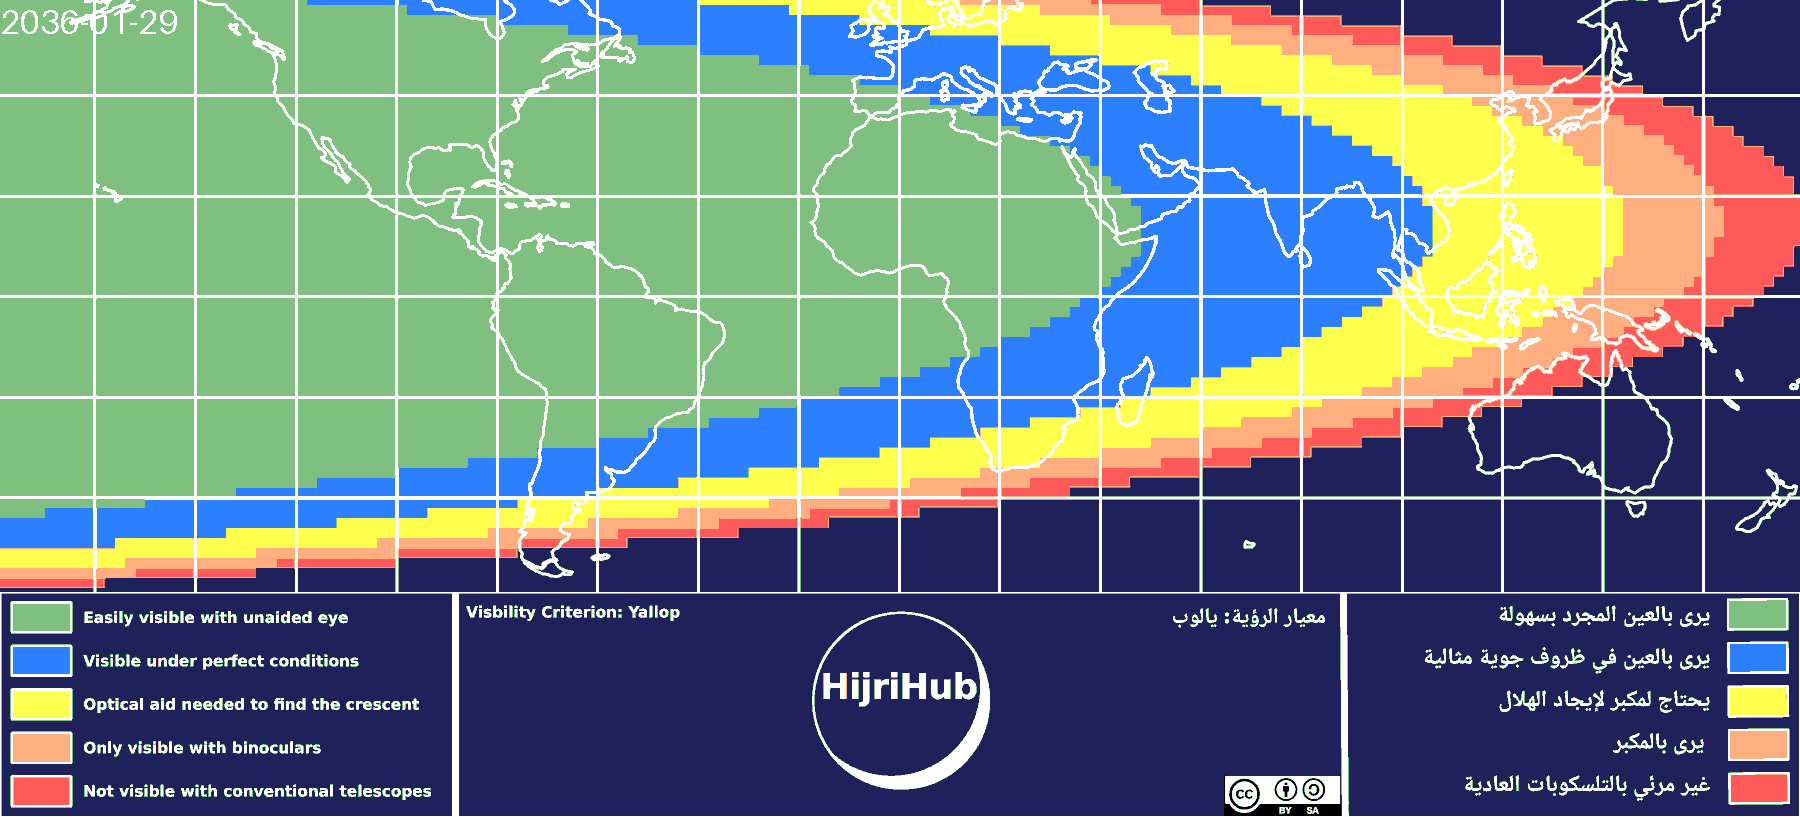 2036-01-29
Easily visible with unaided eye
Visible under perfect conditions
Optical aid needed to find the crescent
Only visible with binoculars
Not visible with conventional telescopes
Visbility Criterion: Yallop
معيار الرؤية: يالوب
HijriHub
cc
BY SA
يرى بالعين المجرد بسهولة
يرى بالعين في ظروف جوية مثالية
يحتاج لمكبر لإيجاد الهلال
يرى بالمكبر
غير مرئي بالتلسكوبات العادية